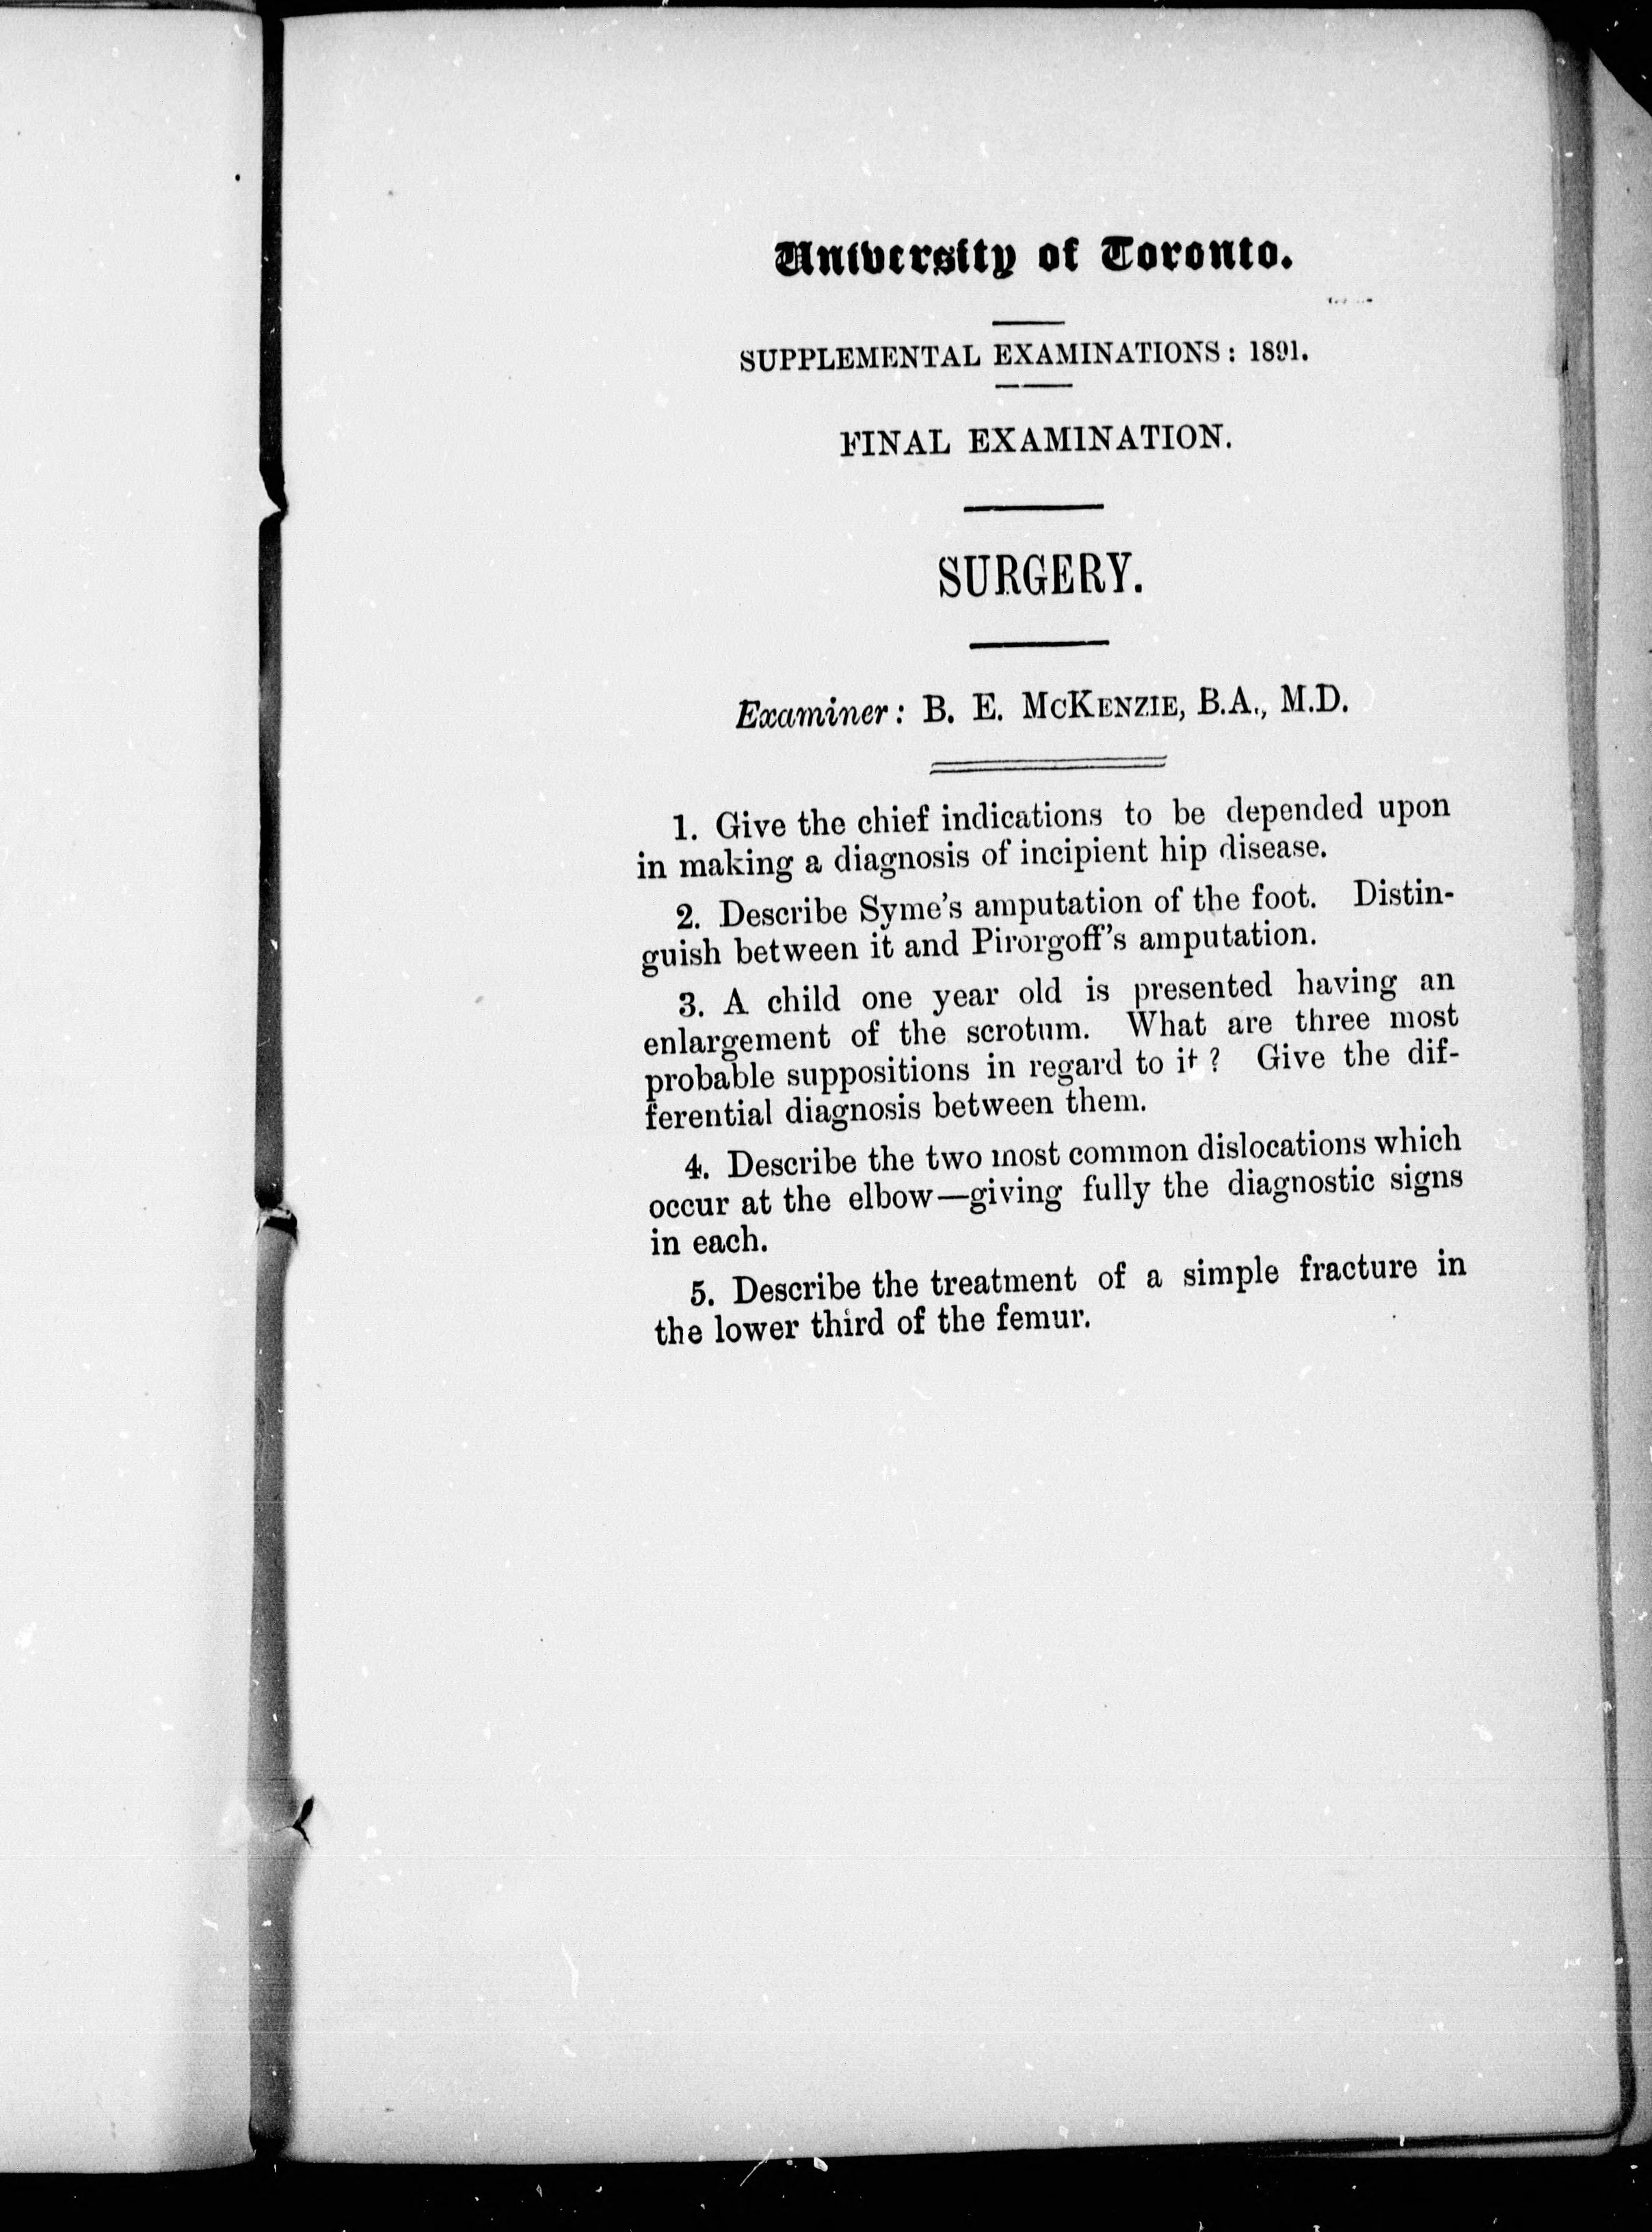 University of Toronto.
SUPPLEMENTAL EXAMINATIONS: 1891.
FINAL EXAMINATION.
SURGERY.
Examiner: B. E. McKenzie, B.A., M.D.
1. Give the chief indications to be depended upon
in making a diagnosis of incipient hip disease.
2. Describe Syme's amputation of the foot. Distin-
guish between it and Pirorgoff's amputation.
3. A child one year old is presented having an
enlargement of the scrotum. What are three most
probable suppositions in regard to it? Give the dif-
ferential diagnosis between them.
4. Describe the two most common dislocations which
occur at the elbow—giving fully the diagnostic signs
in each.
5. Describe the treatment of a simple fracture in
the lower third of the femur.